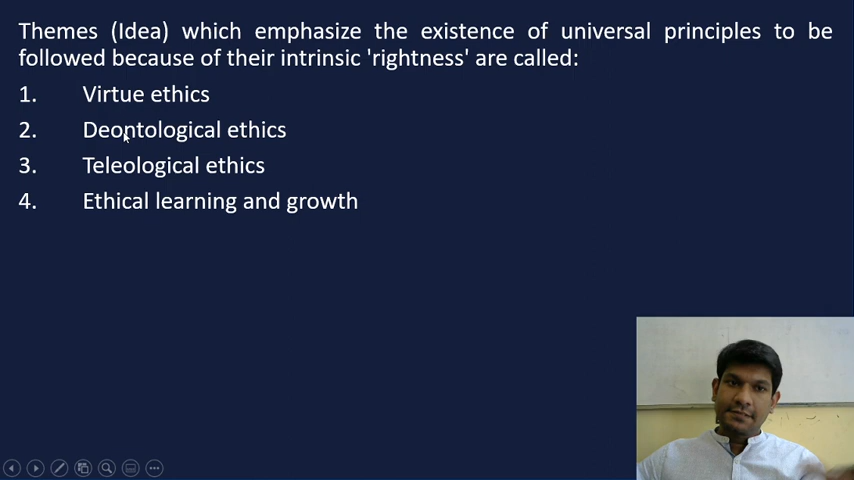 Themes (Idea) which emphasize the existence of universal principles to be
followed because of their intrinsic 'rightness' are called:
1. Virtue ethics
2. Deontological ethics
3. Teleological ethics
4. Ethical learning and growth